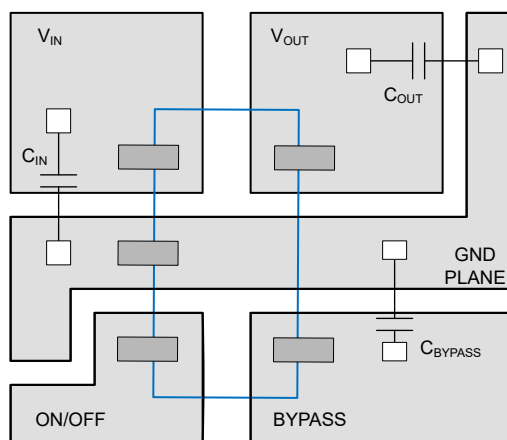 VIN
VOUT
COUT
CIN
GND
PLANE
CBYPASS
ON/OFF
BYPASS